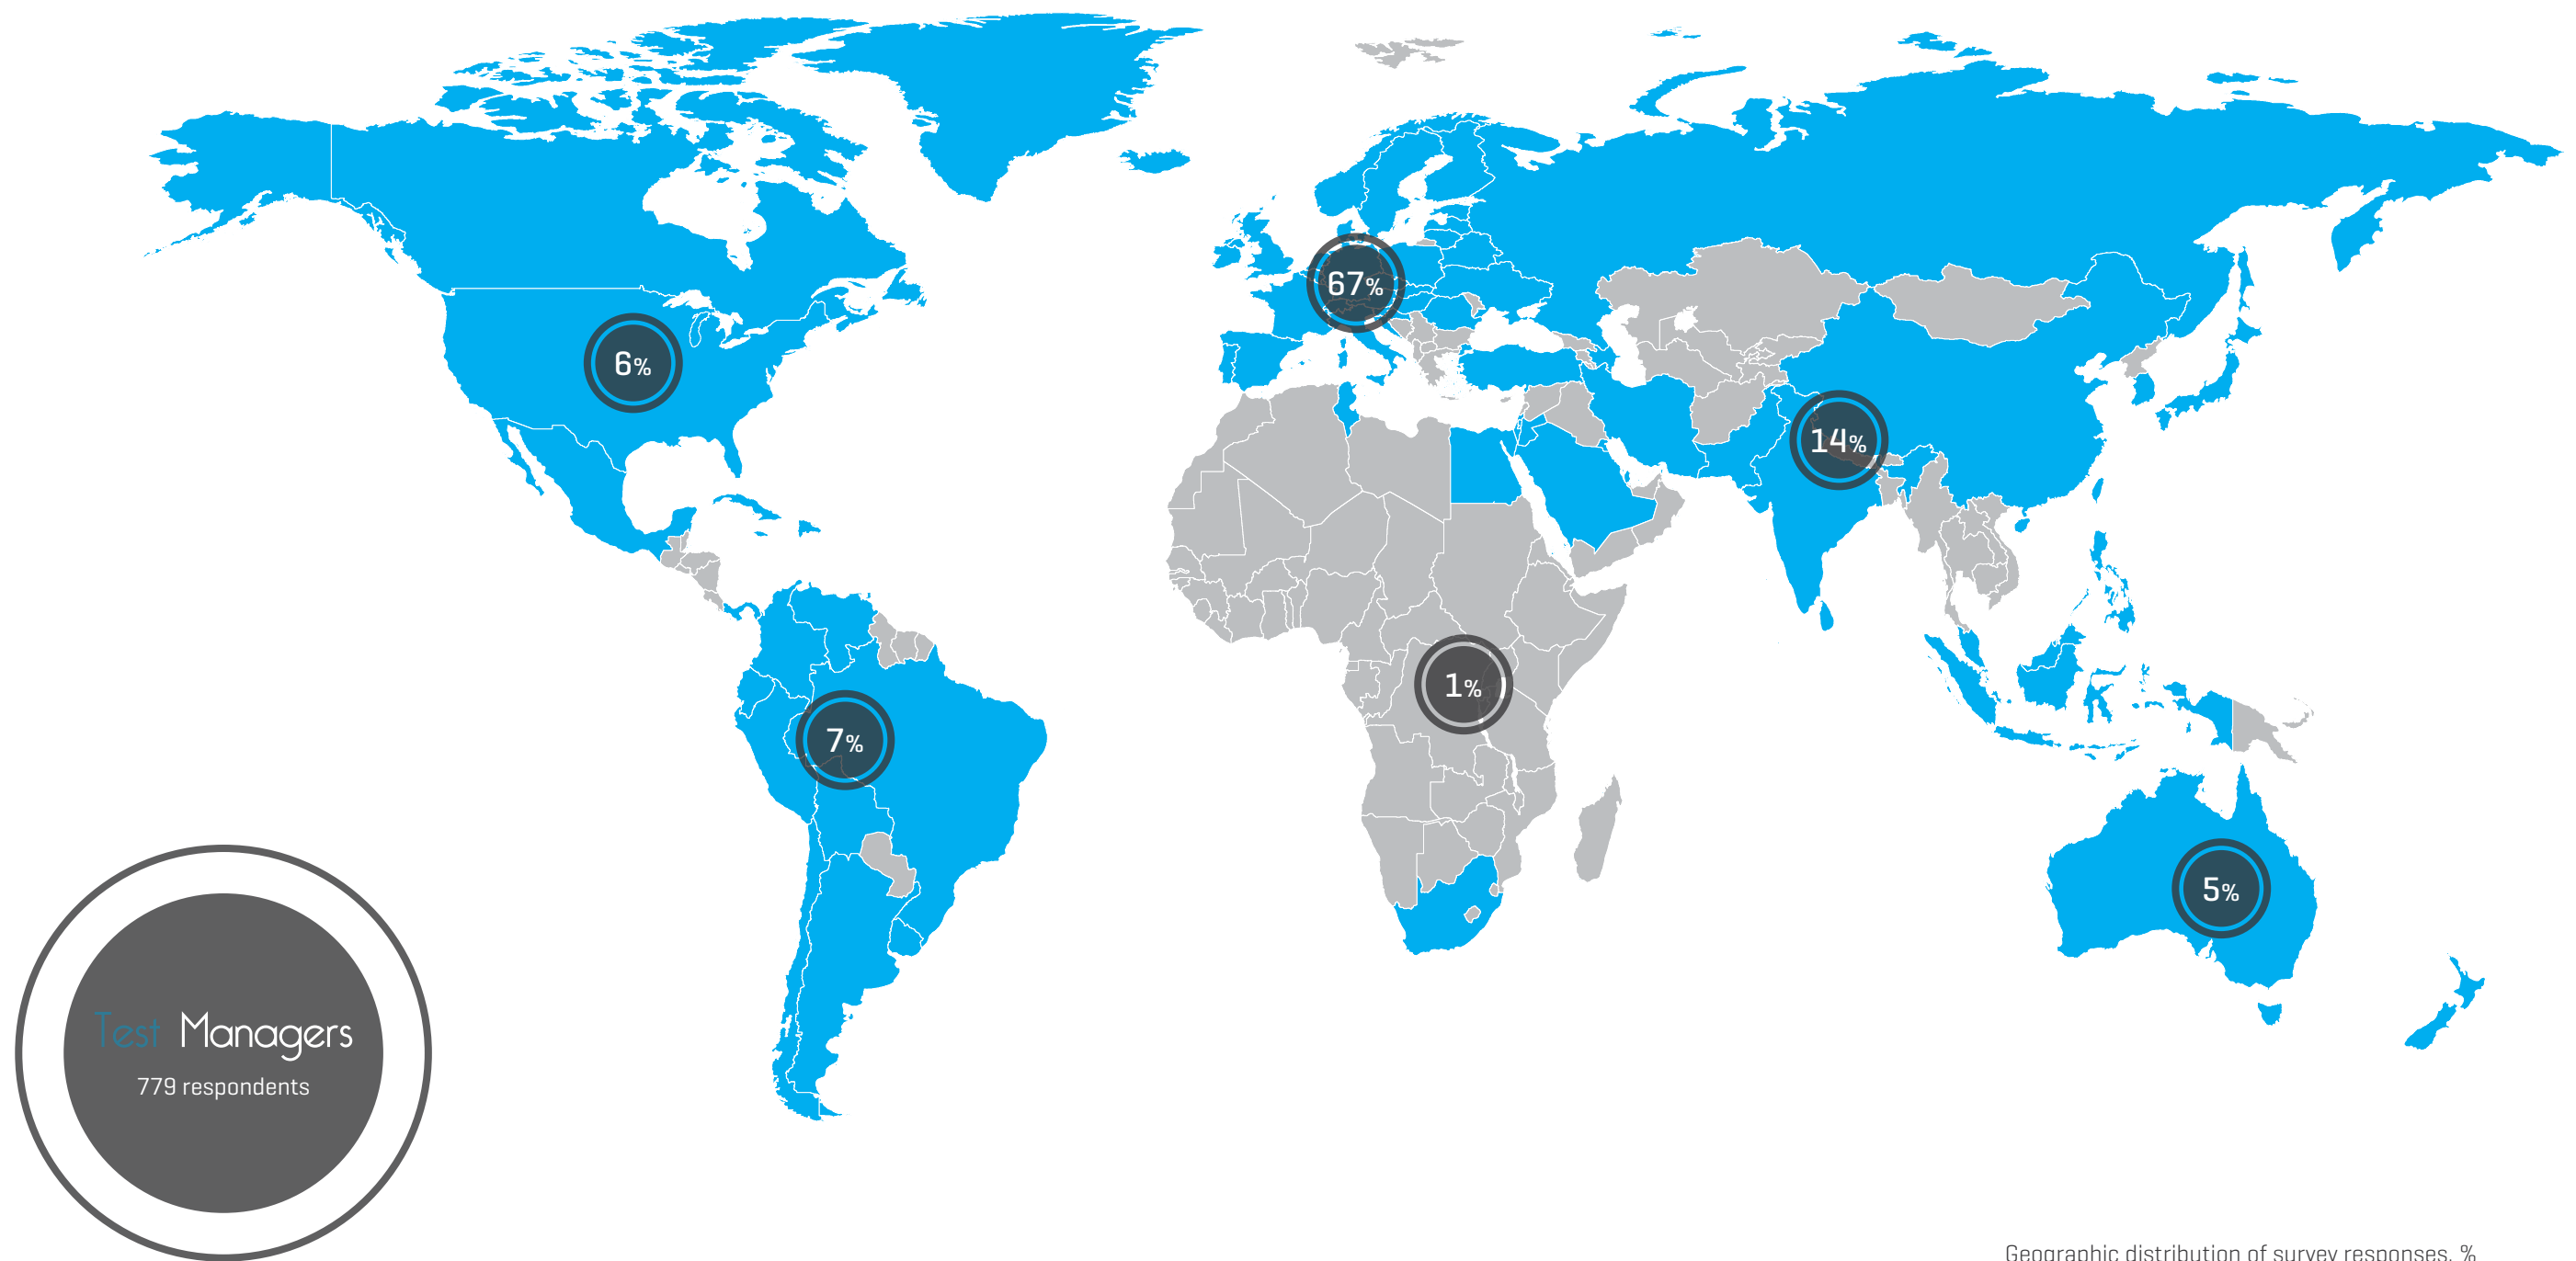 67%
6%
14%
1%
7%
5%
Test Managers
779 respondents
Geographic distribution of survey responses, %